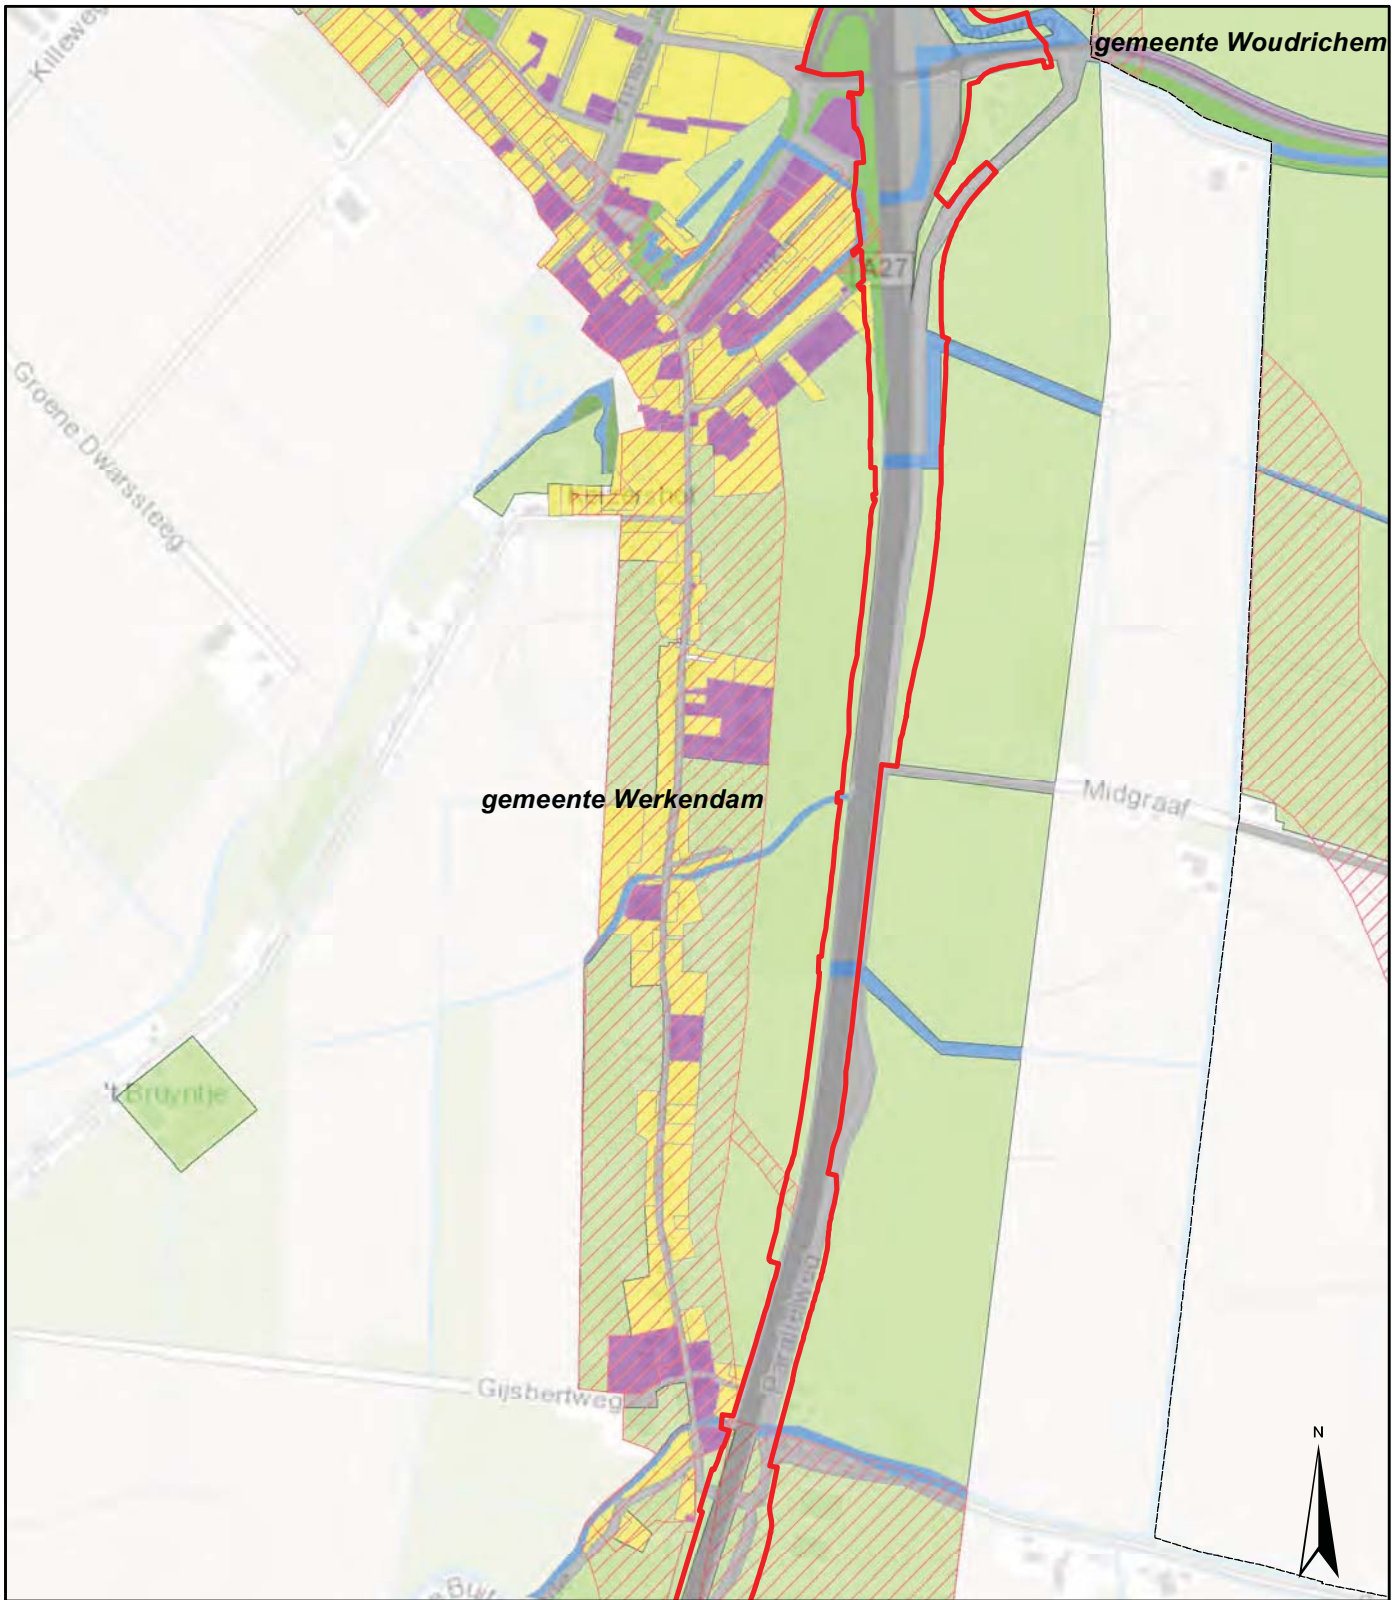 Killeweg
gemeente Woudrichem
A27
Groene Dwarssteeg
gemeente Werkendam
Midgraaf
't Bruyntje
Parallelweg
Gijsbertweg
N